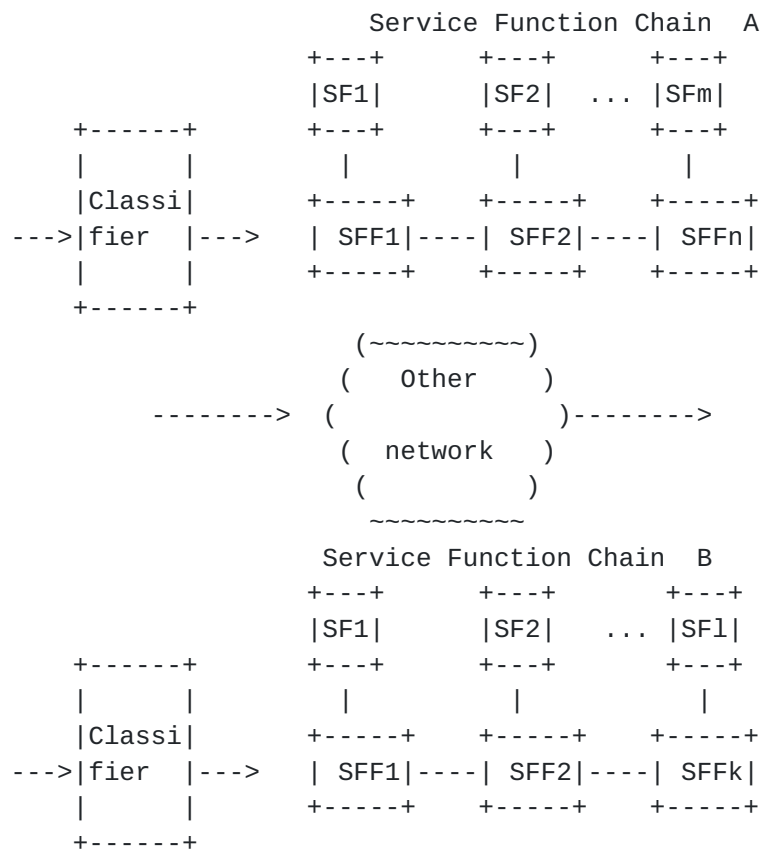 Service Function Chain  A
+---+      +---+      +---+
|SF1|      |SF2|  ... |SFm|
+------+       +---+      +---+      +---+
|      |         |          |          |
|Classi|       +-----+    +-----+    +-----+
--->|fier  |--->   | SFF1|----| SFF2|----| SFFn|
|      |       +-----+    +-----+    +-----+
+------+
(~~~~~~~~~~)
(   Other    )
-------->  (              )-------->
(  network   )
(          )
~~~~~~~~~~
Service Function Chain  B
+---+      +---+       +---+
|SF1|      |SF2|   ... |SFl|
+------+       +---+      +---+       +---+
|      |         |          |           |
|Classi|       +-----+    +-----+    +-----+
--->|fier  |--->   | SFF1|----| SFF2|----| SFFk|
|      |       +-----+    +-----+    +-----+
+------+